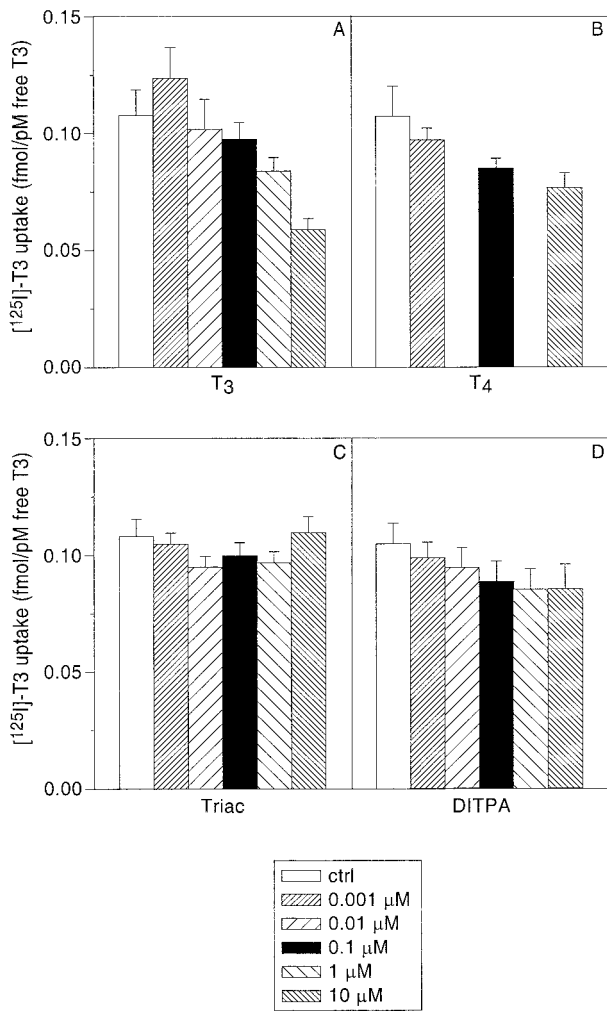 A
B
[125I]-T3 uptake (fmol/pM free T3)
0.15
0.10
0.05
0.00
T3
T4
C
D
[125I]-T3 uptake (fmol/pM free T3)
0.15
0.10
0.05
0.00
Triac
DITPA
ctrl
0.001 μM
0.01 μM
0.1 μM
1 μM
10 μM